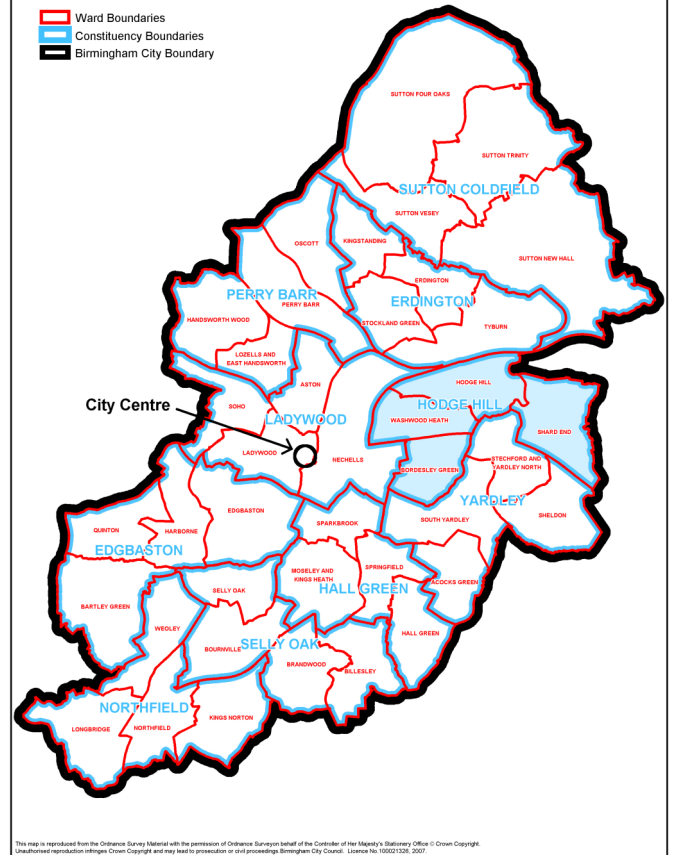 Ward Boundaries
Constituency Boundaries
Birmingham City Boundary
SUTTON FOUR OAKS
SUTTON TRINITY
SUTTON COLDFIELD
SUTTON VESEY
SUTTON NEW HALL
OSCOTT
KINGSTANDING
ERDINGTON
PERRY BARR
ERDINGTON
PERRY BARR
HANDSWORTH WOOD
STOCKLAND GREEN
TYBURN
LOZELLS AND
EAST HANDSWORTH
ASTON
HODGE HILL
City Centre
SOHO
HODGE HILL
LADYWOOD
WASHWOOD HEATH
SHARD END
LADYWOOD
NECHELLS
STECHFORD AND
YARDLEY NORTH
BORDESLEY GREEN
YARDLEY
EDGBASTON
SHELDON
QUINTON
HARBORNE
SPARKBROOK
SOUTH YARDLEY
EDGBASTON
MOSELEY AND
KINGS HEATH
SPRINGFIELD
ACOCKS GREEN
HALL GREEN
SELLY OAK
BARTLEY GREEN
WEOLEY
HALL GREEN
BOURNVILLE
SELLY OAK
BRANDWOOD
BILLESLEY
NORTHFIELD
KINGS NORTON
LONGBRIDGE
NORTHFIELD
This map is reproduced from the Ordnance Survey Material with the permission of Ordnance Surveyon behalf of the Controller of Her Majesty's Stationery Office © Crown Copyright.
Unauthorised reproduction infringes Crown Copyright and may lead to prosecution or civil proceedings.Birmingham City Council. Licence No.100021326, 2007.